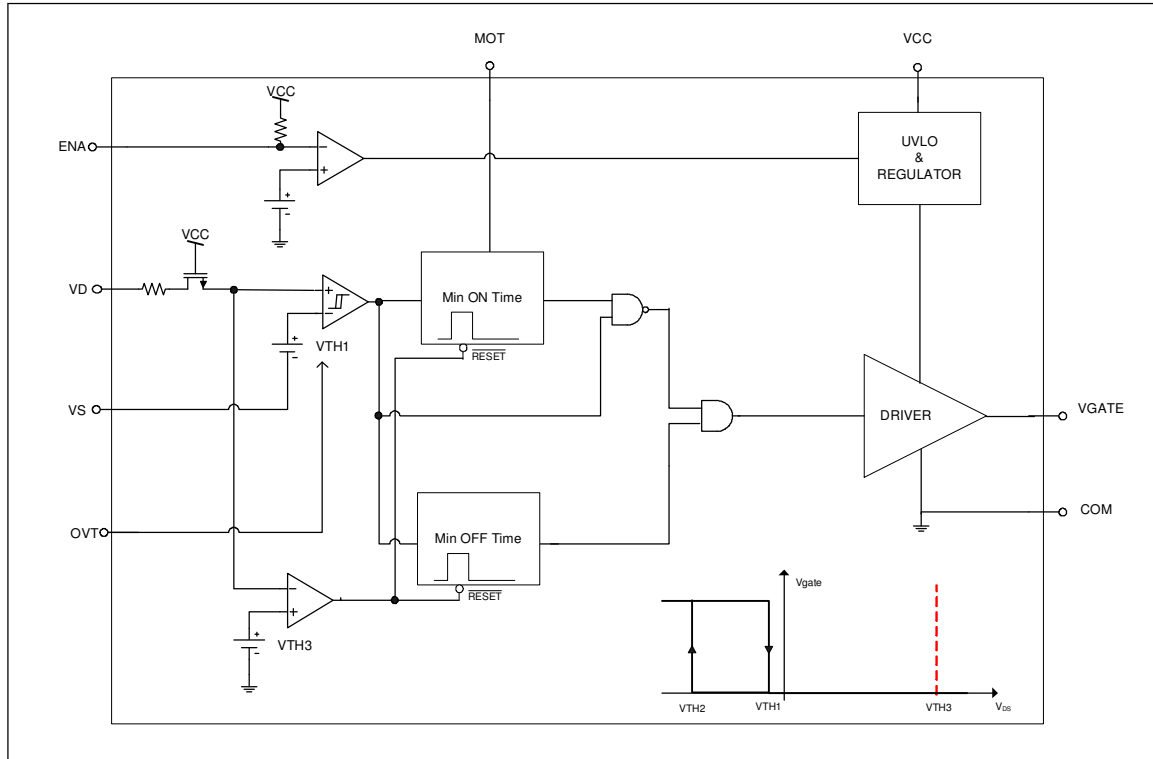 MOT
VCC
VCC
ENA
UVLO
&
REGULATOR
VCC
VD
Min ON Time
RESET
VTH1
VS
DRIVER
VGATE
COM
OVT
Min OFF Time
RESET
VTH3
Vgate
VTH2
VTH1
VTH3
VDS